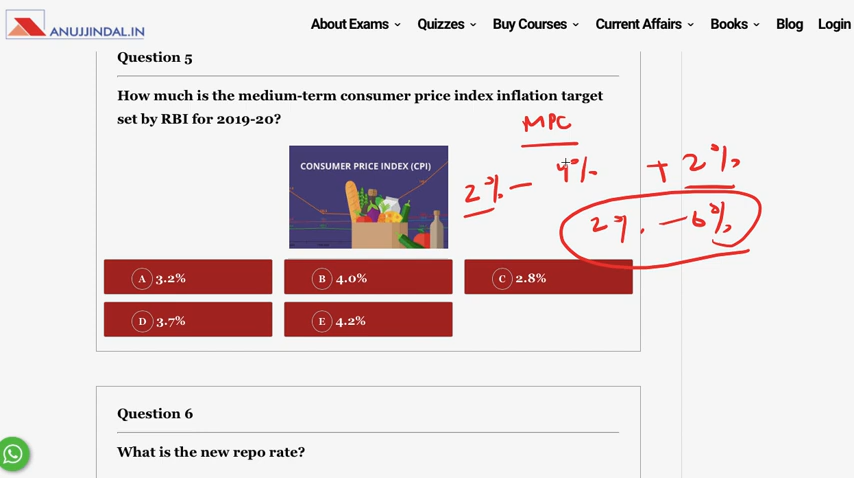 ANUJJINDAL.IN
About Exams Quizzes Buy Courses Current Affairs Books Blog Login
Question 5
How much is the medium-term consumer price index inflation target
set by RBI for 2019-20?
MPC
CONSUMER PRICE INDEX (CPI)
2% – 4% + 2%
2% – 6%
A 3.2% B 4.0% C 2.8%
D 3.7% E 4.2%
Question 6
What is the new repo rate?